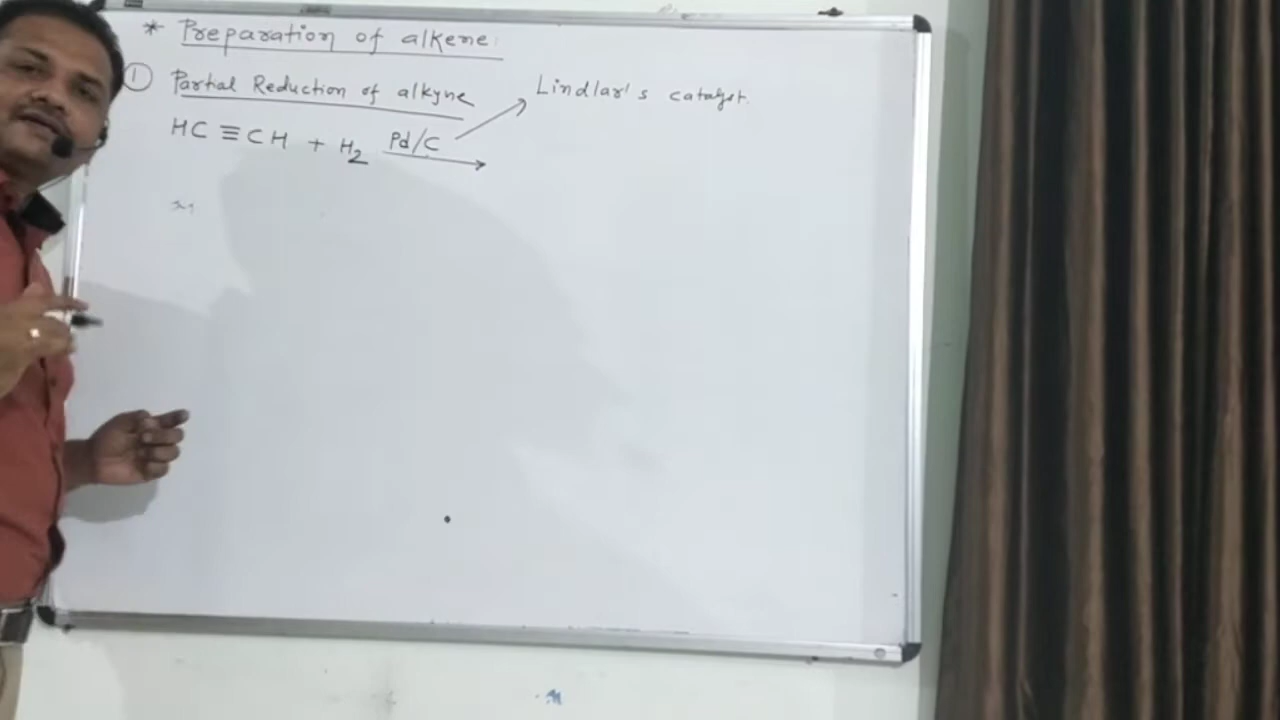 * Preparation of alkene:
① Partial Reduction of alkyne
Lindlar's catalyst.
HC≡CH + H₂ Pd/C